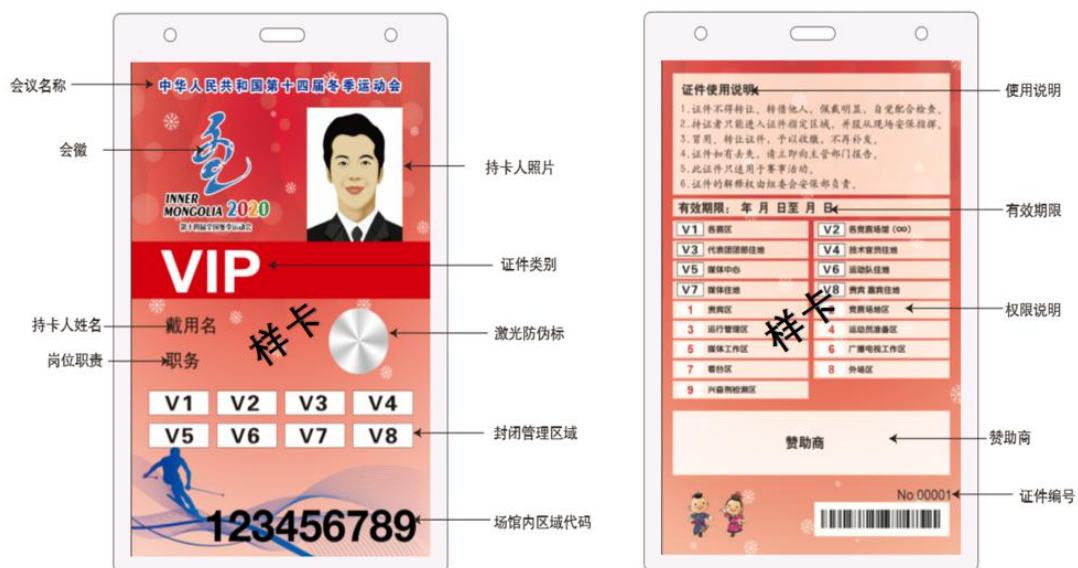 会议名称
中华人民共和国第十四届冬季运动会
会徽
INNER
MONGOLIA 2020
第十四届全国冬季运动会
持卡人照片
VIP
证件类别
样卡
持卡人姓名
戴用名
岗位职责
职务
激光防伪标
V1 V2 V3 V4
V5 V6 V7 V8
封闭管理区域
123456789
场馆内区域代码
证件使用说明
1.证件不得转让、转借他人、佩戴明显、自觉配合检查。
2.持证者只能进入证件指定区域，并服从现场安保指挥。
3.冒用、转让证件，予以收缴，不再补发。
4.证件如有丢失，请立即向主管部门报告。
5.此证件只适用于赛事活动。
6.证件的解释权由组委会安保部负责。
使用说明
有效期限： 年 月 日至 月 日
有效期限
V1 各赛区
V2 各竞赛场馆 (∞)
V3 代表团团部住地
V4 技术官员住地
V5 媒体中心
V6 运动队住地
V7 媒体住地
V8 贵宾 嘉宾住地
1 贵宾区
竞赛场地区
3 运行管理区
4 运动员准备区
5 媒体工作区
6 广播电视工作区
7 看台区
8 外场区
9 兴奋剂检测区
样卡
权限说明
赞助商
赞助商
No 00001
证件编号